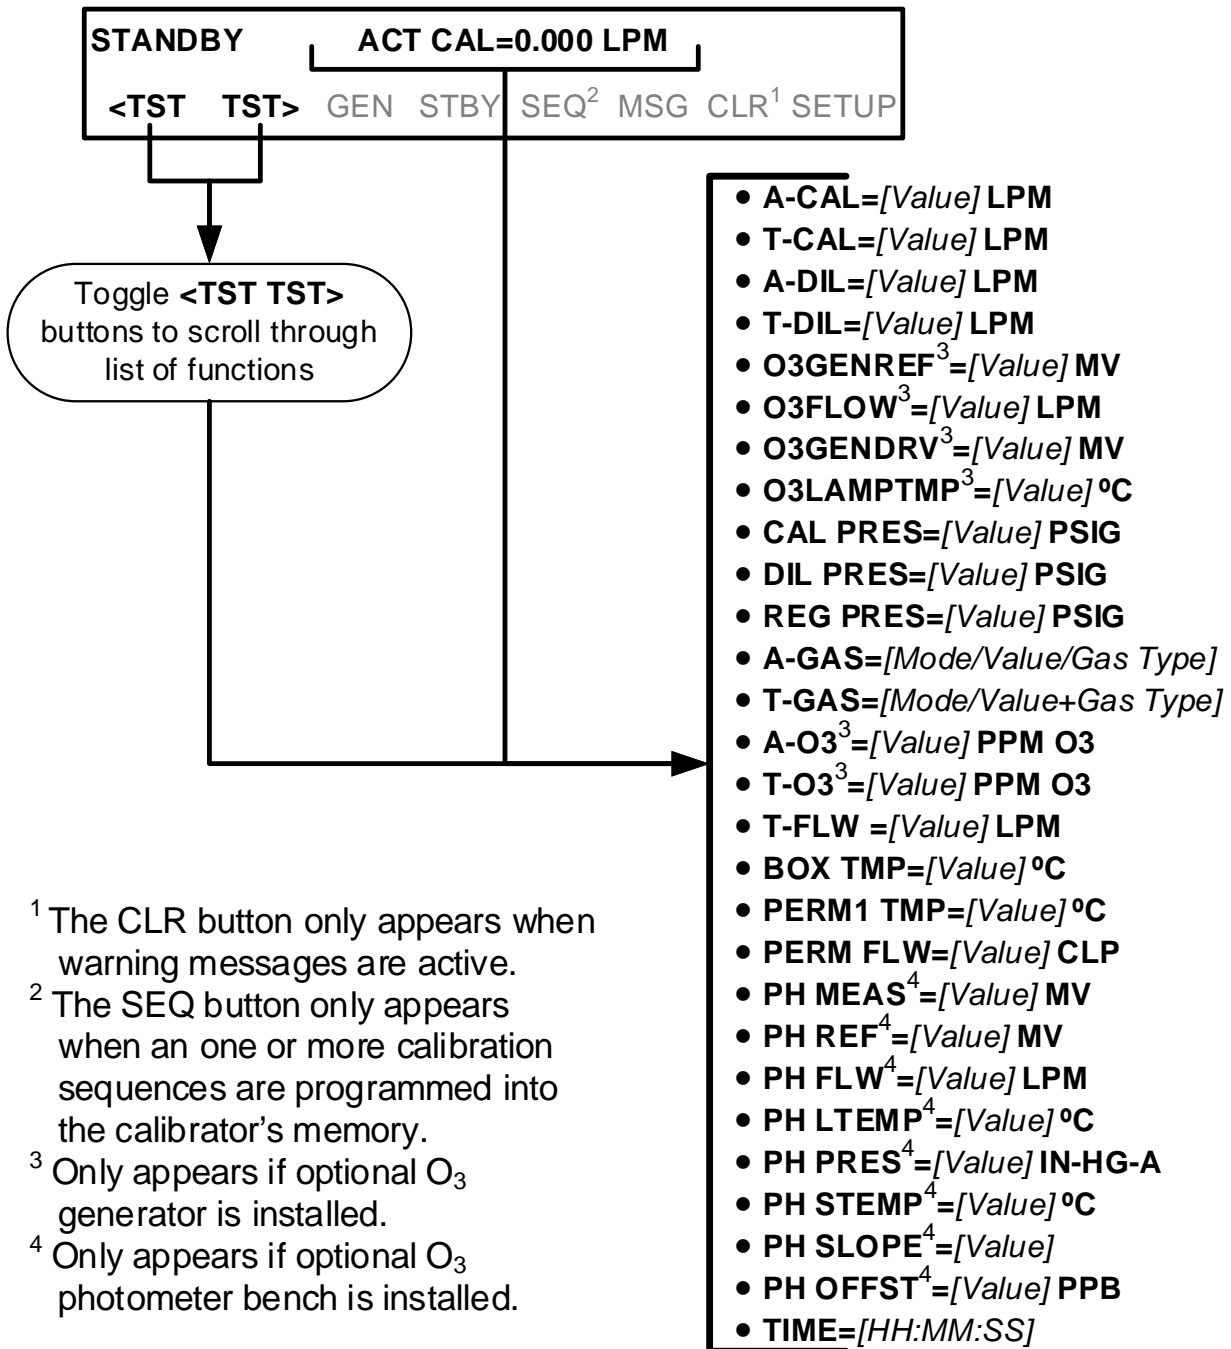 STANDBY ACT CAL=0.000 LPM
<TST TST> GEN STBY SEQ² MSG CLR¹ SETUP
Toggle <TST TST>
buttons to scroll through
list of functions
• A-CAL=[Value] LPM
• T-CAL=[Value] LPM
• A-DIL=[Value] LPM
• T-DIL=[Value] LPM
• O3GENREF³=[Value] MV
• O3FLOW³=[Value] LPM
• O3GENDRV³=[Value] MV
• O3LAMPTMP³=[Value] ºC
• CAL PRES=[Value] PSIG
• DIL PRES=[Value] PSIG
• REG PRES=[Value] PSIG
• A-GAS=[Mode/Value/Gas Type]
• T-GAS=[Mode/Value+Gas Type]
• A-O3³=[Value] PPM O3
• T-O3³=[Value] PPM O3
• T-FLW =[Value] LPM
• BOX TMP=[Value] ºC
• PERM1 TMP=[Value] ºC
• PERM FLW=[Value] CLP
• PH MEAS⁴=[Value] MV
• PH REF⁴=[Value] MV
• PH FLW⁴=[Value] LPM
• PH LTEMP⁴=[Value] ºC
• PH PRES⁴=[Value] IN-HG-A
• PH STEMP⁴=[Value] ºC
• PH SLOPE⁴=[Value]
• PH OFFST⁴=[Value] PPB
• TIME=[HH:MM:SS]
¹ The CLR button only appears when
warning messages are active.
² The SEQ button only appears
when an one or more calibration
sequences are programmed into
the calibrator’s memory.
³ Only appears if optional O₃
generator is installed.
⁴ Only appears if optional O₃
photometer bench is installed.